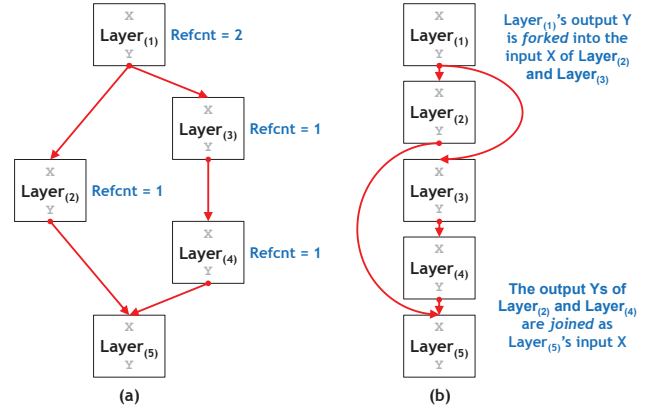 X
Layer(1) Refcnt = 2
Y
X
Layer(3) Refcnt = 1
Y
X
Layer(2) Refcnt = 1
Y
X
Layer(4) Refcnt = 1
Y
X
Layer(5)
Y
(a)
X
Layer(1)
Y
X
Layer(2)
Y
X
Layer(3)
Y
X
Layer(4)
Y
X
Layer(5)
Y
(b)
Layer(1)'s output Y
is forked into the
input X of Layer(2)
and Layer(3)
The output Ys of
Layer(2) and Layer(4)
are joined as
Layer(5)'s input X